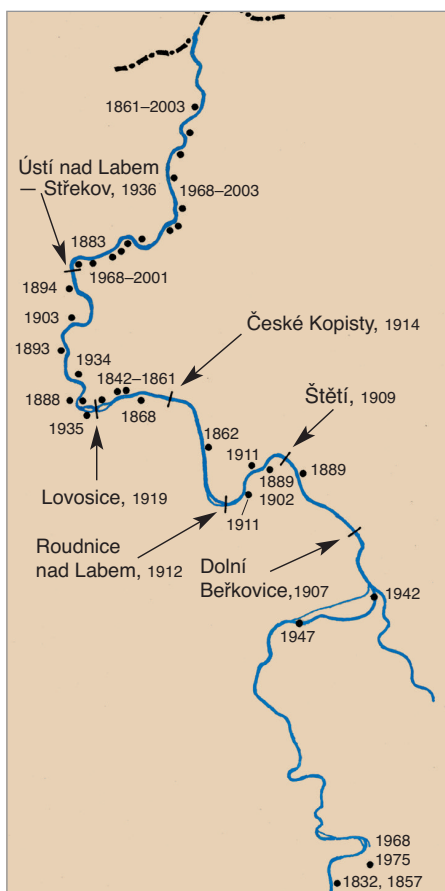 1861–2003
Ústí nad Labem
— Střekov, 1936
1968–2003
1883
1968–2001
1894
1903
České Kopisty, 1914
1893
1934
1842–1861
Štětí, 1909
1888
1868
1935
1862
1911
1889
1889
Lovosice, 1919
1902
1911
Roudnice
nad Labem, 1912
Dolní
Beřkovice,1907
1942
1947
1968
1975
1832, 1857